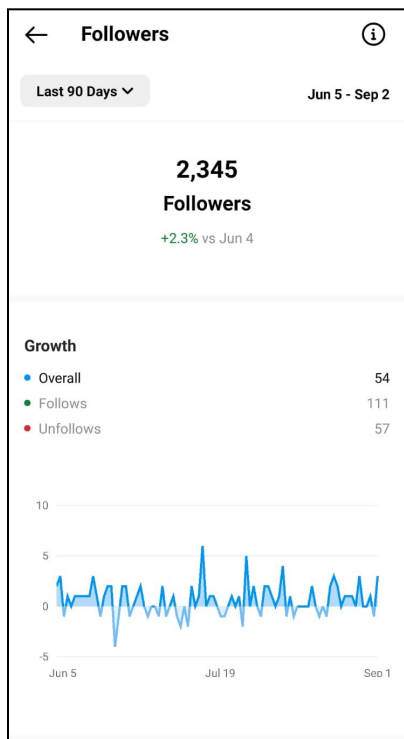 Followers
Last 90 Days
Jun 5 - Sep 2
2,345
Followers
+2.3% vs Jun 4
Growth
Overall 54
Follows 111
Unfollows 57
10
5
0
-5
Jun 5 Jul 19 Sep 1